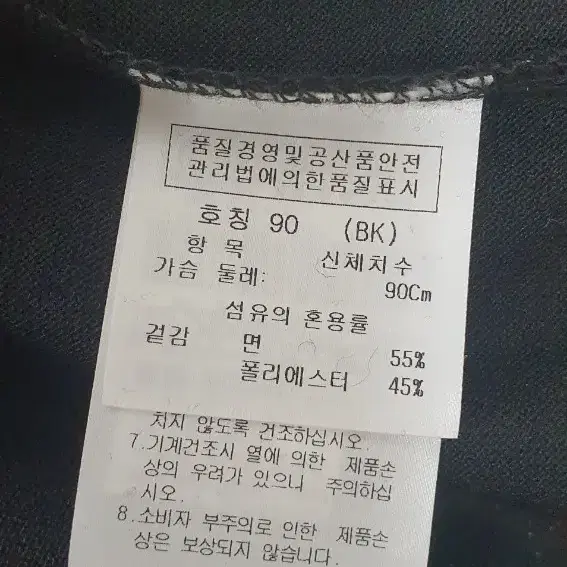 품질경영및공산품안전
관리법에의한품질표시
호칭 90 (BK)
항 목 신체치수
가슴 둘레: 90Cm
섬유의 혼용률
겉감 면 55%
폴리에스터 45%
치지 않도록 건조하십시오.
7.기계건조시 열에 의한 제품손
상의 우려가 있으니 주의하십
시오.
8.소비자 부주의로 인한 제품손
상은 보상되지 않습니다.